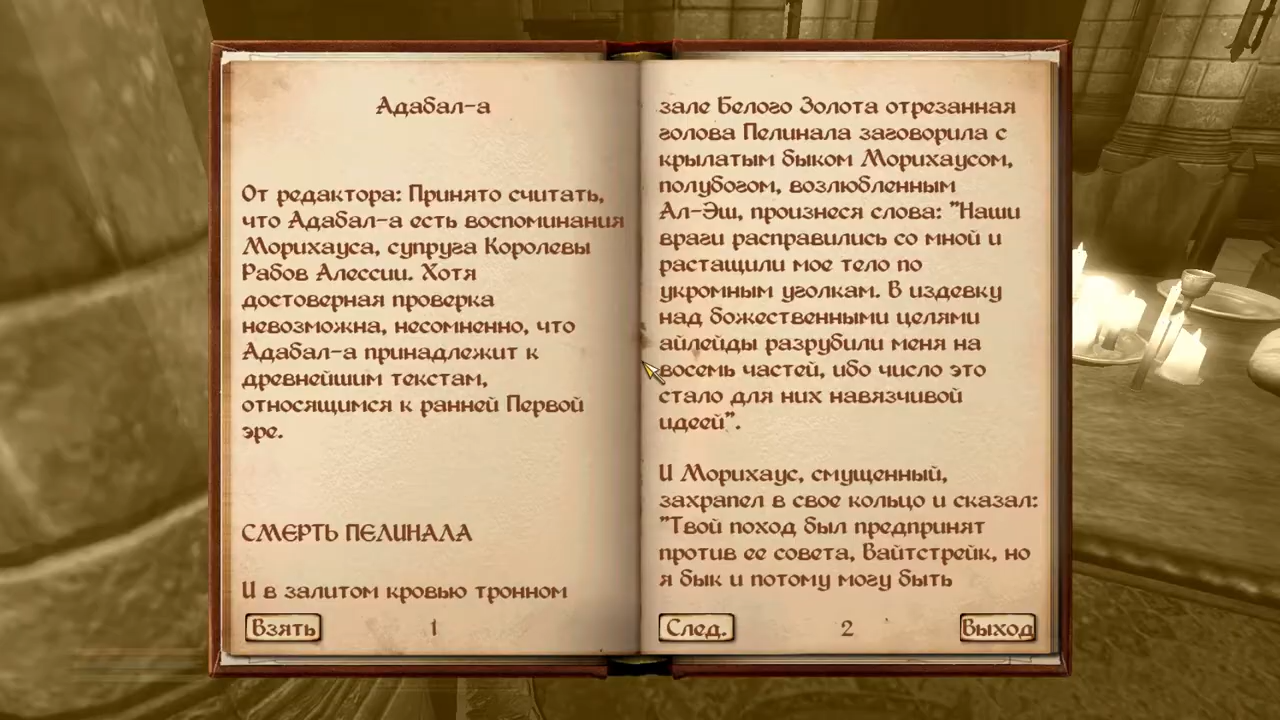 Адабал-а
От редактора: Принято считать,
что Адабал-а есть воспоминания
Морихауса, супруга Королевы
Рабов Алессии. Хотя
достоверная проверка
невозможна, несомненно, что
Адабал-а принадлежит к
древнейшим текстам,
относящимся к ранней Первой
эре.
СМЕРТЬ ПЕЛИНАЛА
И в залитом кровью тронном
Взять
1
зале Белого Золота отрезанная
голова Пелинала заговорила с
крылатым быком Морихаусом,
полубогом, возлюбленным
Ал-Эш, произнеся слова: "Наши
враги расправились со мной и
растащили мое тело по
укромным уголкам. В издевку
над божественными целями
айлейды разрубили меня на
восемь частей, ибо число это
стало для них навязчивой
идеей".
И Морихаус, смущенный,
захрапел в свое кольцо и сказал:
"Твой поход был предпринят
против ее совета, Вайтстрейк, но
я бык и потому могу быть
След.
2
Выход